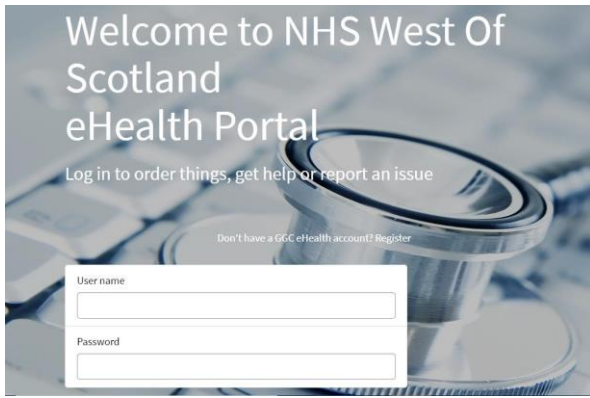 Welcome to NHS West Of
Scotland
eHealth Portal
Log in to order things, get help or report an issue
Don't have a GGC eHealth account? Register
User name
Password